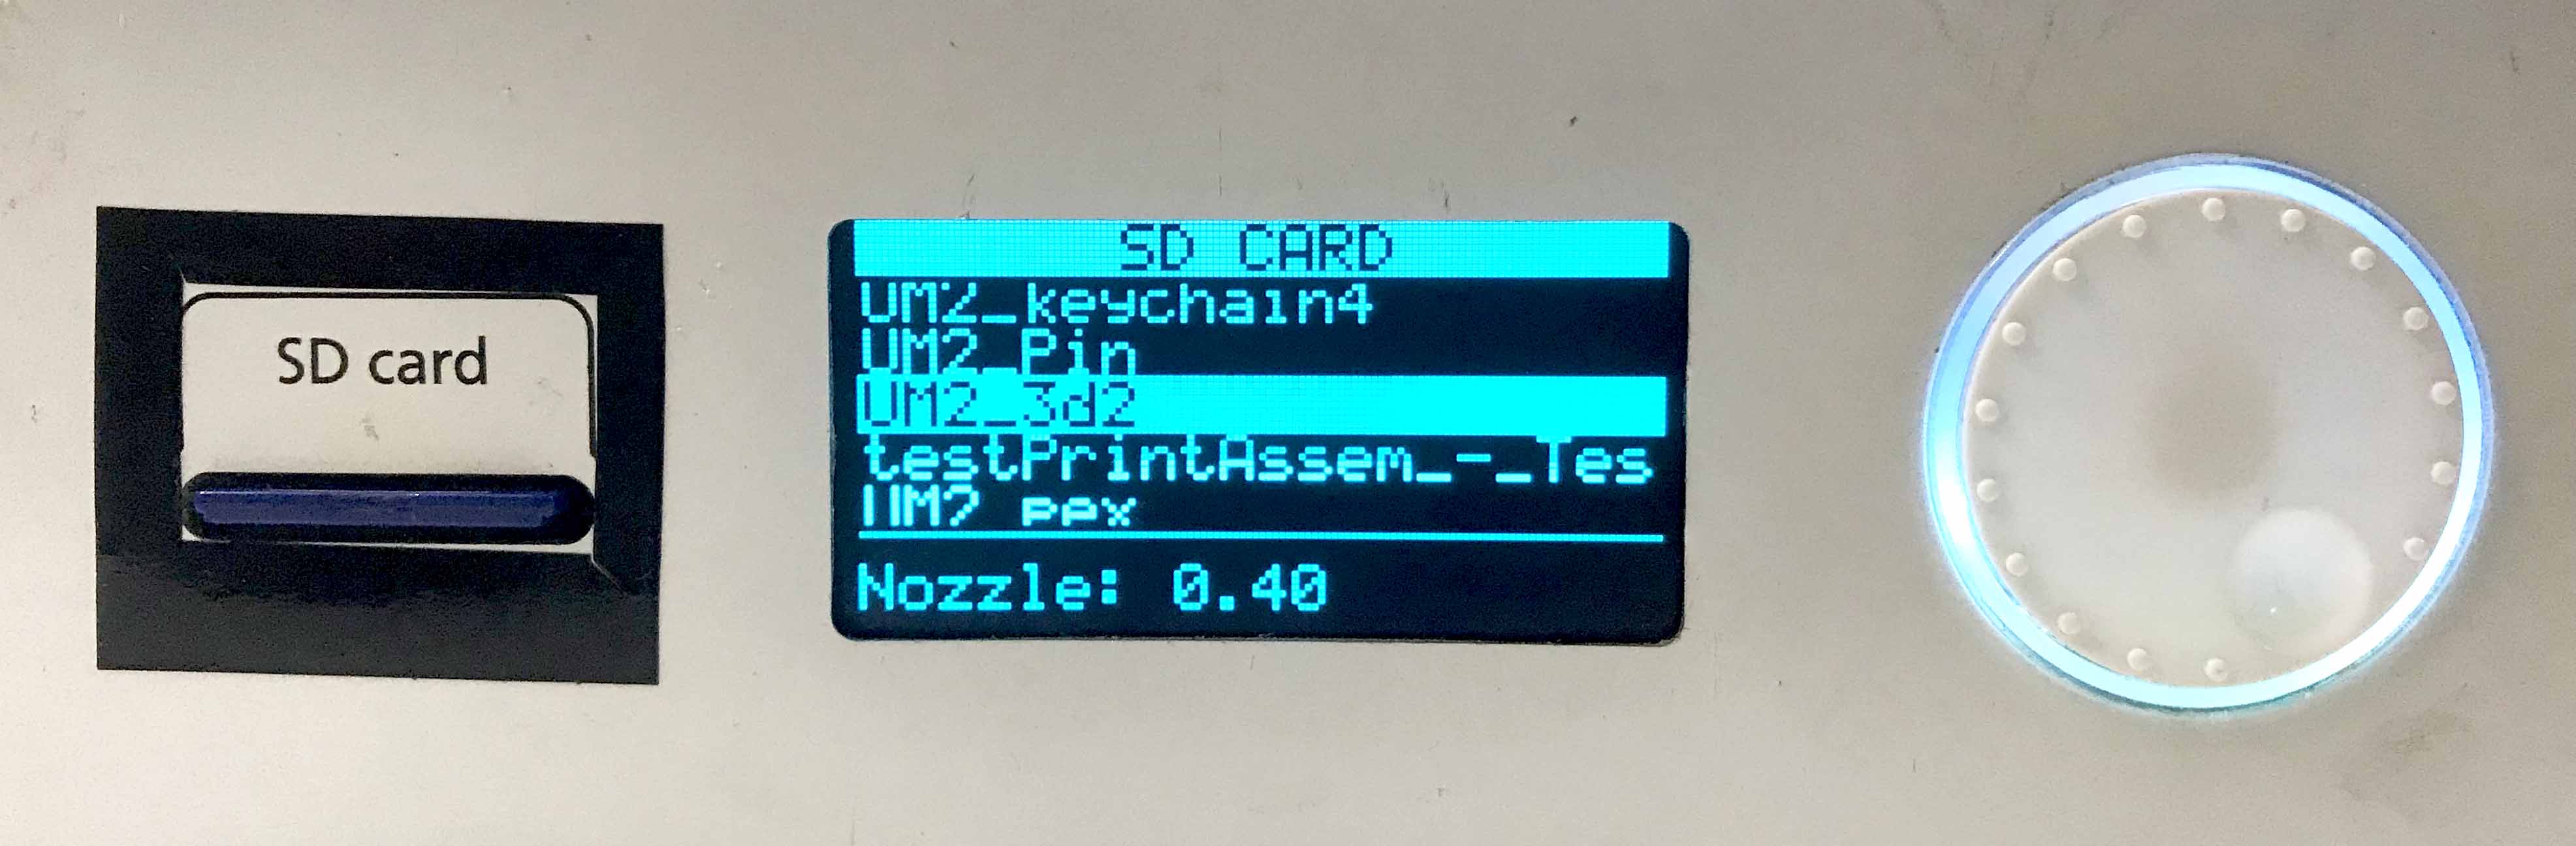 SD card
SD CARD
UM2_keychain4
UM2_Pin
UM2_3d2
testPrintAssem_-_Tes
Nozzle: 0.40